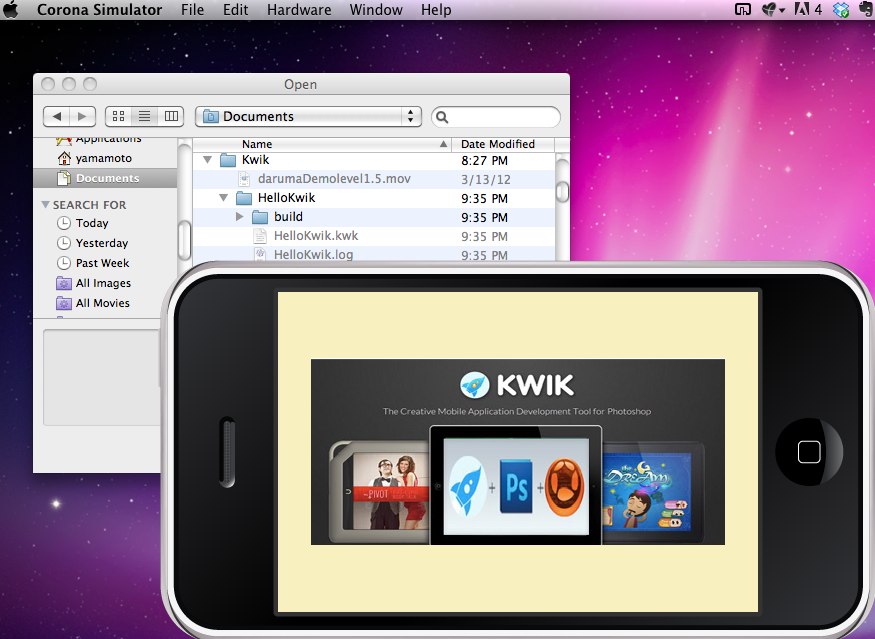 Corona Simulator File Edit Hardware Window Help 4
Open
Documents
Name Date Modified
Applications
yamamoto
Documents
SEARCH FOR
Today
Yesterday
Past Week
All Images
All Movies
Kwik 8:27 PM
darumaDemolevel1.5.mov 3/13/12
HelloKwik 9:35 PM
build 9:35 PM
HelloKwik.kwk 9:35 PM
HelloKwik.log 9:35 PM
KWIK
The Creative Mobile Application Development Tool for Photoshop
PIVOT
+ Ps +
the
DREAM